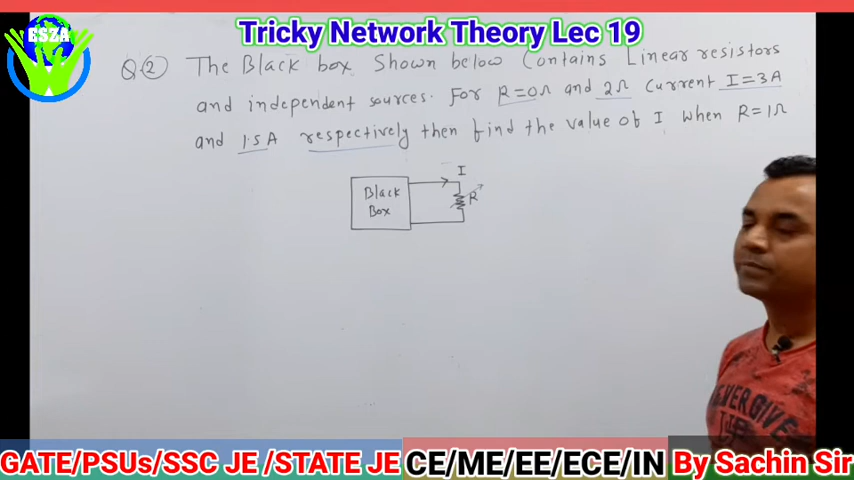 Tricky Network Theory Lec 19
ESZA
Q.2 The Black box Shown below Contains Linear resistors
and independent sources. For R=0Ω and 2Ω Current I=3A
and 1.5A respectively then find the value of I when R=1Ω
I
Black
Box
R
GATE/PSUs/SSC JE /STATE JE CE/ME/EE/ECE/IN By Sachin Sir